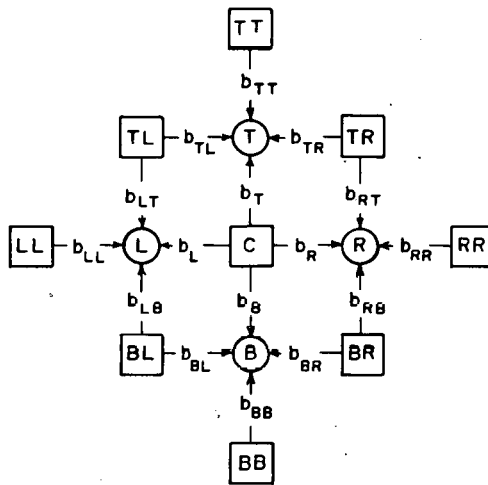 TT
b_TT
TL b_TL T b_TR TR
b_LT b_T b_RT
LL b_LL L b_L C b_R R b_RR RR
b_LB b_B b_RB
BL b_BL B b_BR BR
b_BB
BB